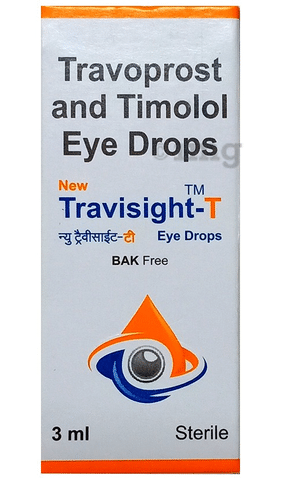 Travoprost
and Timolol
Eye Drops
New
Travisight-T™
न्यु ट्रैवीसाईट-टी Eye Drops
BAK Free
3 ml Sterile